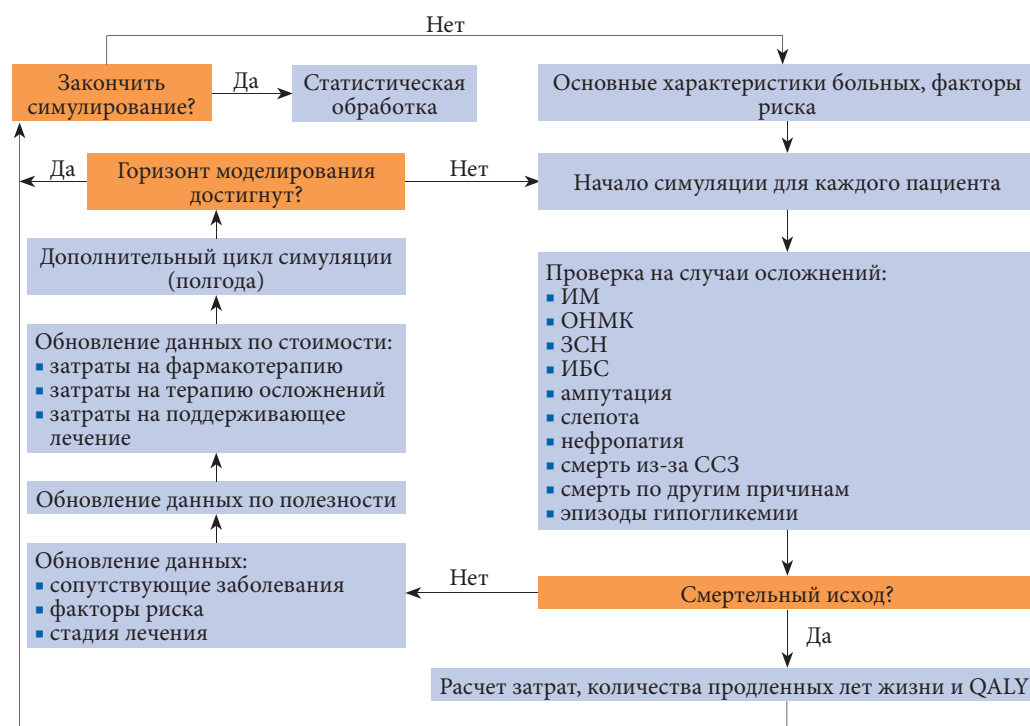 Нет
Закончить
симулирование?
Да
Статистическая
обработка
Основные характеристики больных, факторы
риска
Да
Горизонт моделирования
достигнут?
Нет
Начало симуляции для каждого пациента
Дополнительный цикл симуляции
(полгода)
Проверка на случаи осложнений:
ИМ
ОНМК
ЗСН
ИБС
ампутация
слепота
нефропатия
смерть из-за ССЗ
смерть по другим причинам
эпизоды гипогликемии
Обновление данных по стоимости:
затраты на фармакотерапию
затраты на терапию осложнений
затраты на поддерживающее
лечение
Обновление данных по полезности
Обновление данных:
сопутствующие заболевания
факторы риска
стадия лечения
Нет
Смертельный исход?
Да
Расчет затрат, количества продленных лет жизни и QALY